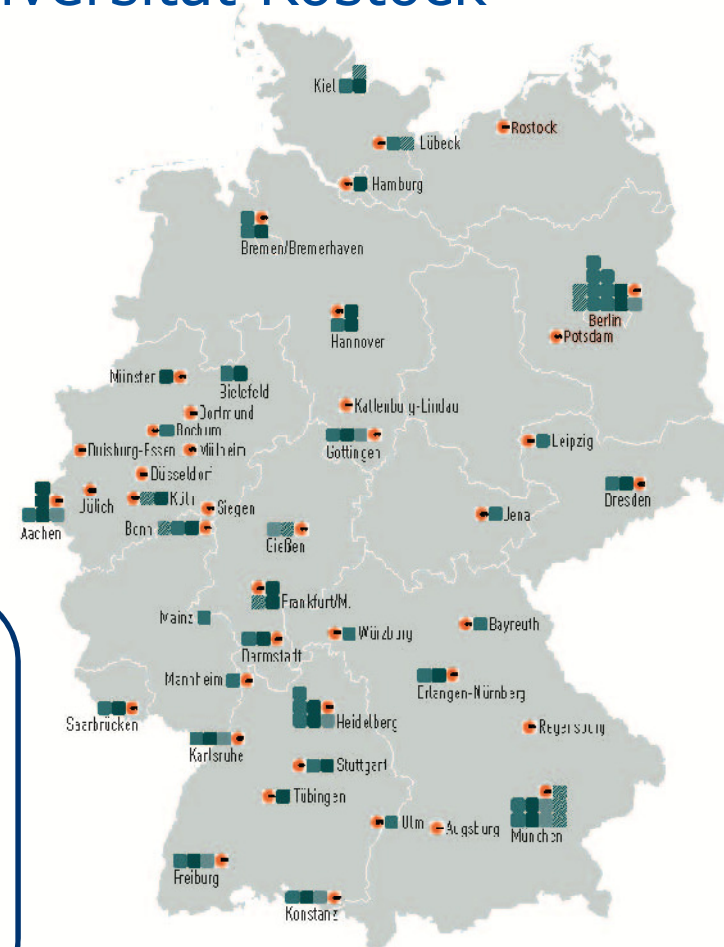 Rostock
Kiel
Rostock
Lübeck
Hamburg
Bremen/Bremerhaven
Berlin
Potsdam
Hannover
Münster
Bielefeld
Dortmund
Katlenburg-Lindau
Bochum
Göttingen
Leipzig
Duisburg-Essen
Mülheim
Düsseldorf
Dresden
Jülich
Köln
Siegen
Jena
Aachen
Bonn
Gießen
Frankfurt/M.
Mainz
Würzburg
Bayreuth
Darmstadt
Mannheim
Erlangen-Nürnberg
Saarbrücken
Heidelberg
Regensburg
Karlsruhe
Stuttgart
Tübingen
Ulm
Augsburg
München
Freiburg
Konstanz